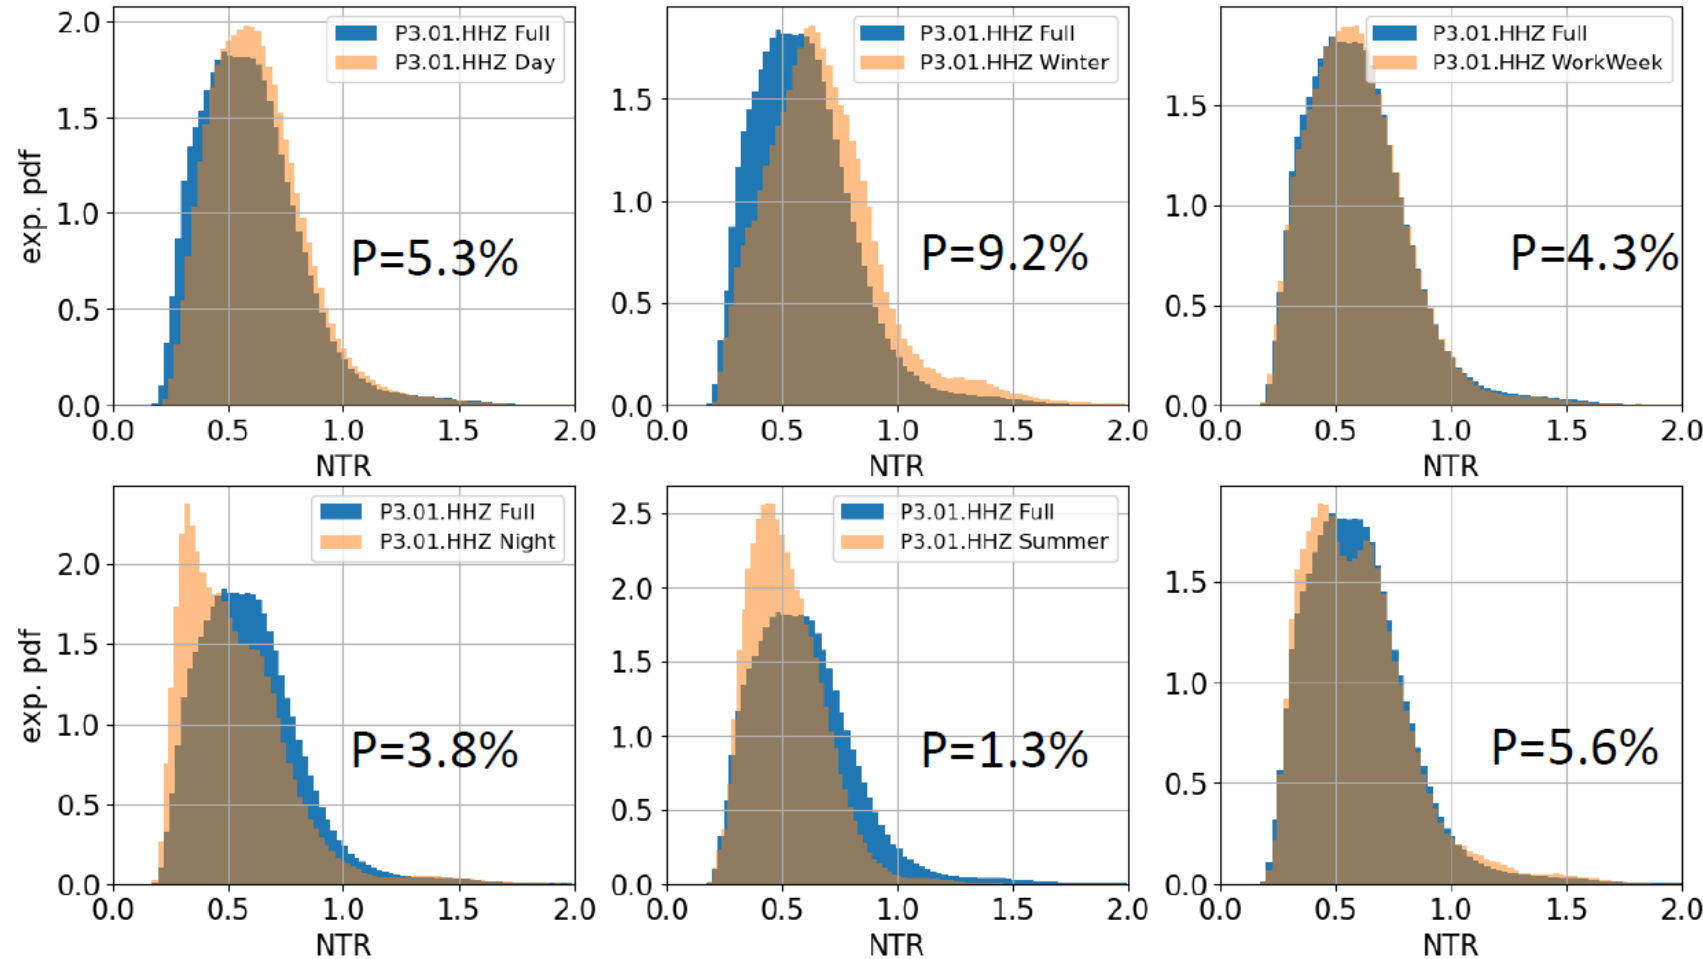 P3.01.HHZ Full
P3.01.HHZ Day
exp. pdf
2.0
1.5
1.0
0.5
0.0
P=5.3%
0.0 0.5 1.0 1.5 2.0
NTR
P3.01.HHZ Full
P3.01.HHZ Winter
1.5
1.0
0.5
0.0
P=9.2%
0.0 0.5 1.0 1.5 2.0
NTR
P3.01.HHZ Full
P3.01.HHZ WorkWeek
1.5
1.0
0.5
0.0
P=4.3%
0.0 0.5 1.0 1.5 2.0
NTR
P3.01.HHZ Full
P3.01.HHZ Night
exp. pdf
2.0
1.5
1.0
0.5
0.0
P=3.8%
0.0 0.5 1.0 1.5 2.0
NTR
P3.01.HHZ Full
P3.01.HHZ Summer
2.5
2.0
1.5
1.0
0.5
0.0
P=1.3%
0.0 0.5 1.0 1.5 2.0
NTR
1.5
1.0
0.5
0.0
P=5.6%
0.0 0.5 1.0 1.5 2.0
NTR